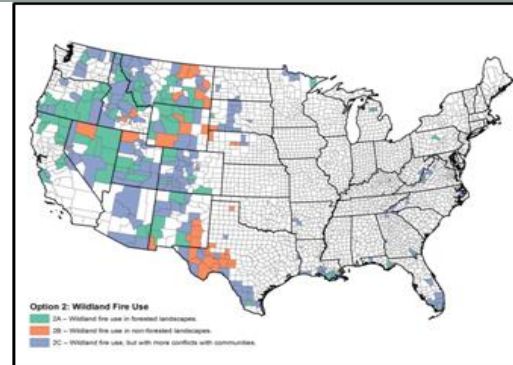 Option 2: Wildland Fire Use
2A – Wildland fire use in forested landscapes.
2B – Wildland fire use in non-forested landscapes.
2C – Wildland fire use, but with more conflicts with communities.